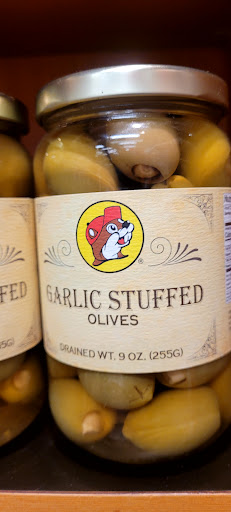 GARLIC STUFFED
OLIVES
DRAINED WT. 9 OZ. (255G)
FFED
5G)